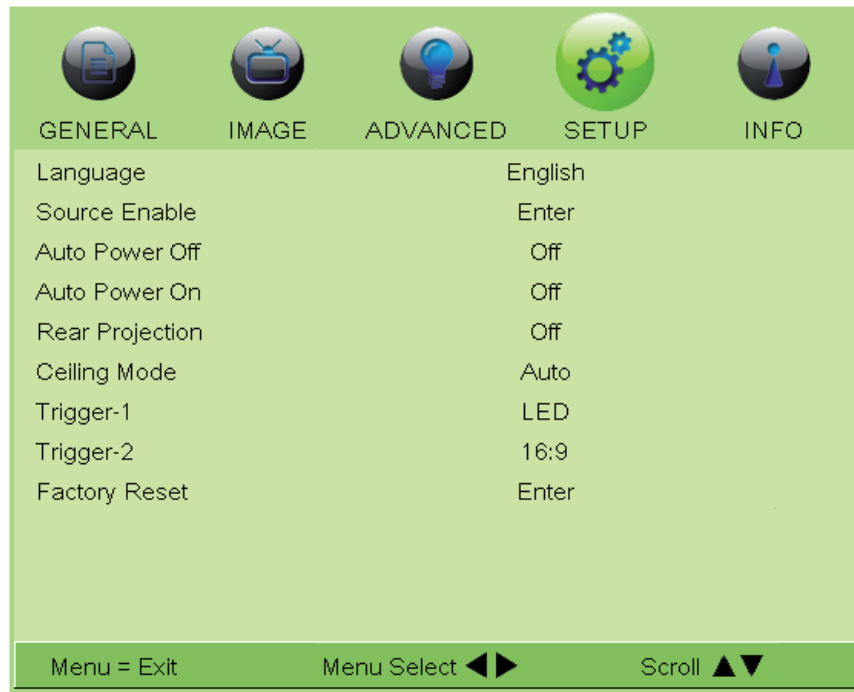 GENERAL IMAGE ADVANCED SETUP INFO
Language English
Source Enable Enter
Auto Power Off Off
Auto Power On Off
Rear Projection Off
Ceiling Mode Auto
Trigger-1 LED
Trigger-2 16:9
Factory Reset Enter
Menu = Exit Menu Select ◀▶ Scroll ▲▼